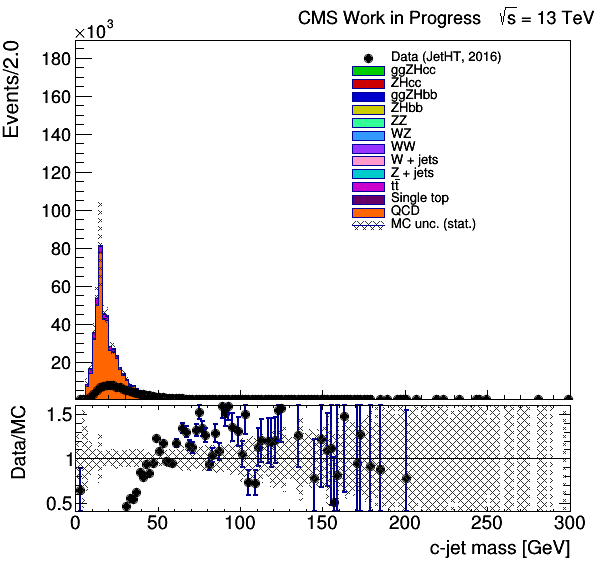 CMS Work in Progress √s = 13 TeV
×10³
Events/2.0
180
160
140
120
100
80
60
40
20
Data (JetHT, 2016)
ggZHcc
ZHcc
ggZHbb
ZHbb
ZZ
WZ
WW
W + jets
Z + jets
tt̄
Single top
QCD
MC unc. (stat.)
Data/MC
1.5
1
0.5
0 50 100 150 200 250 300
c-jet mass [GeV]